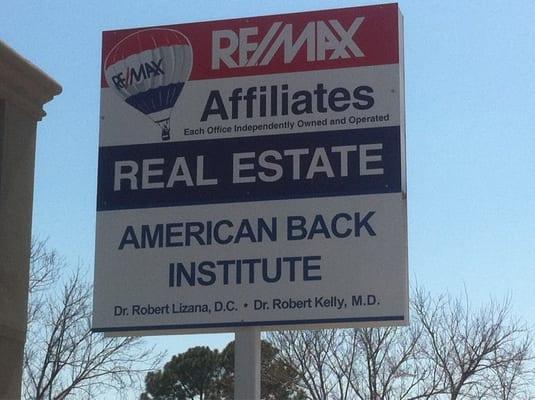 RE/MAX
RE/MAX
Affiliates
Each Office Independently Owned and Operated
REAL ESTATE
AMERICAN BACK
INSTITUTE
Dr. Robert Lizana, D.C. • Dr. Robert Kelly, M.D.